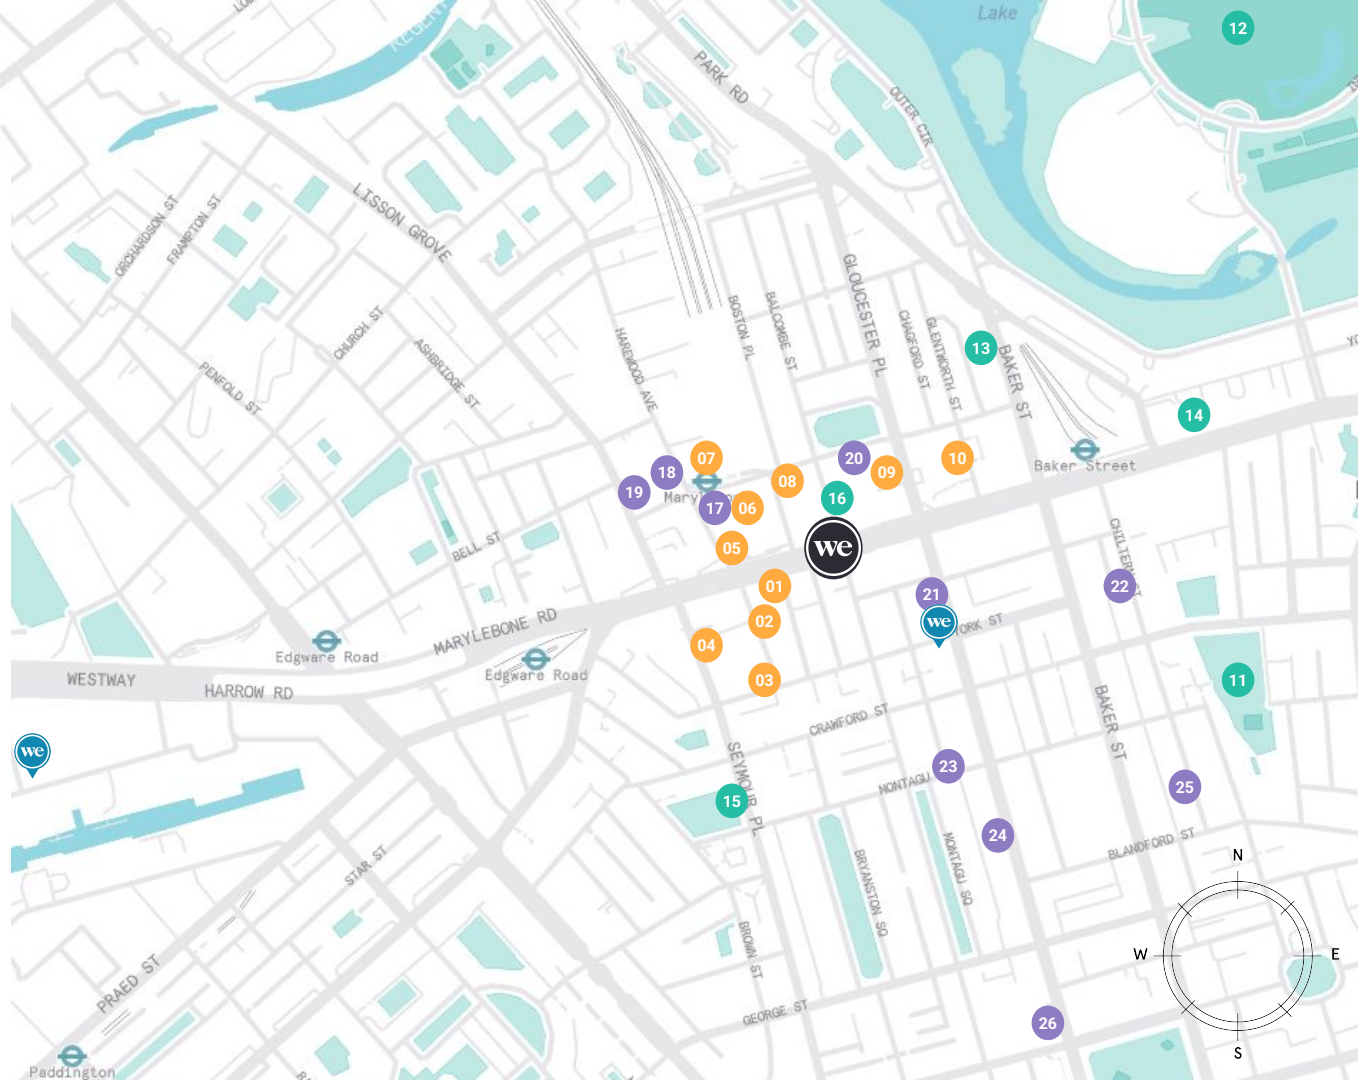 Lake
12
REGENT
PARK RD
OUTER CIR
ORCHARDSON ST
FRAMPTON ST
LISSON GROVE
CHURCH ST
ASHBRIDGE ST
PENFOLD ST
HAREWOOD AVE
BOSTON PL
BALCOMBE ST
GLOUCESTER PL
CHAGFORD ST
GLENTWORTH ST
13
BAKER ST
14
Baker Street
07
18
19
17
06
08
20
09
10
16
05
we
01
02
03
04
BELL ST
MARYLEBONE RD
Edgware Road
Edgware Road
WESTWAY
HARROW RD
we
21
we
YORK ST
CHILTERN ST
22
11
CRAWFORD ST
BAKER ST
SEYMOUR PL
15
23
MONTAGU
24
25
BLANDFORD ST
BRYANSTON SQ
MONTAGU SQ
BROWN ST
GEORGE ST
STAR ST
PRAED ST
Paddington
26
N
W
E
S